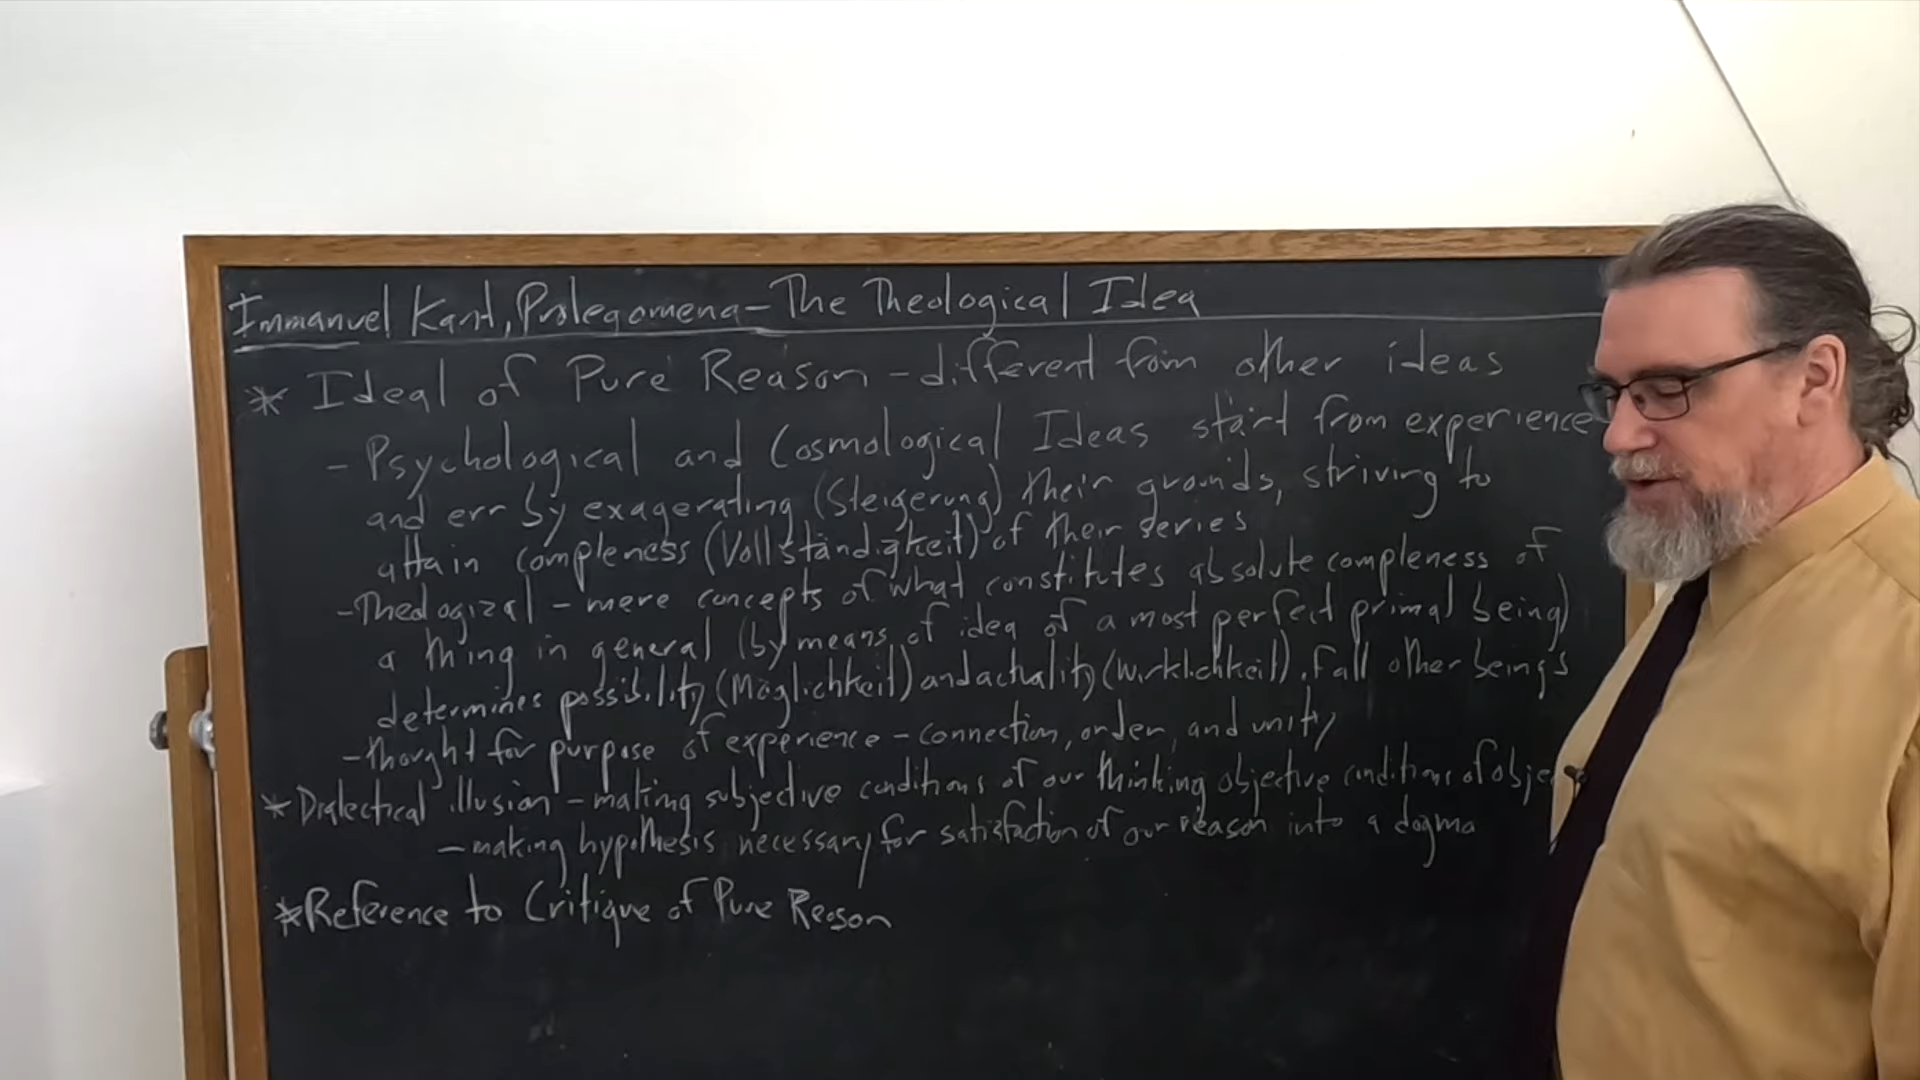 Immanuel Kant, Prolegomena - The Theological Idea
* Ideal of Pure Reason - different from other ideas
- Psychological and Cosmological Ideas start from experience
and err by exagerating (Steigerung) their grounds, striving to
attain compleness (Vollständigkeit) of their series
- Theological - mere concepts of what constitutes absolute compleness of
a thing in general (by means of idea of a most perfect primal being)
determines possibility (Möglichkeit) and actuality (Wirklichkeit) of all other beings
- thought for purpose of experience - connection, order, and unity
* Dialectical illusion - making subjective conditions of our thinking objective conditions of obje
- making hypothesis necessary for satisfaction of our reason into a dogma
* Reference to Critique of Pure Reason